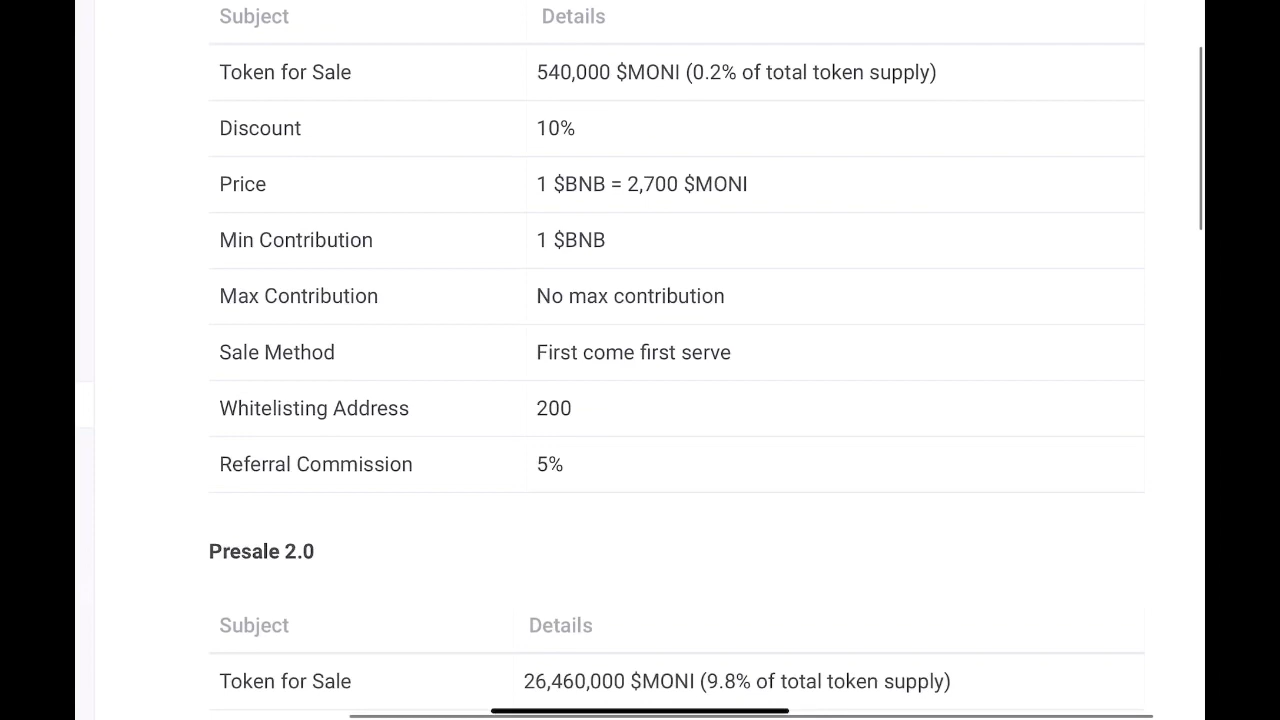 Subject Details
Token for Sale 540,000 $MONI (0.2% of total token supply)
Discount 10%
Price 1 $BNB = 2,700 $MONI
Min Contribution 1 $BNB
Max Contribution No max contribution
Sale Method First come first serve
Whitelisting Address 200
Referral Commission 5%
Presale 2.0
Subject Details
Token for Sale 26,460,000 $MONI (9.8% of total token supply)